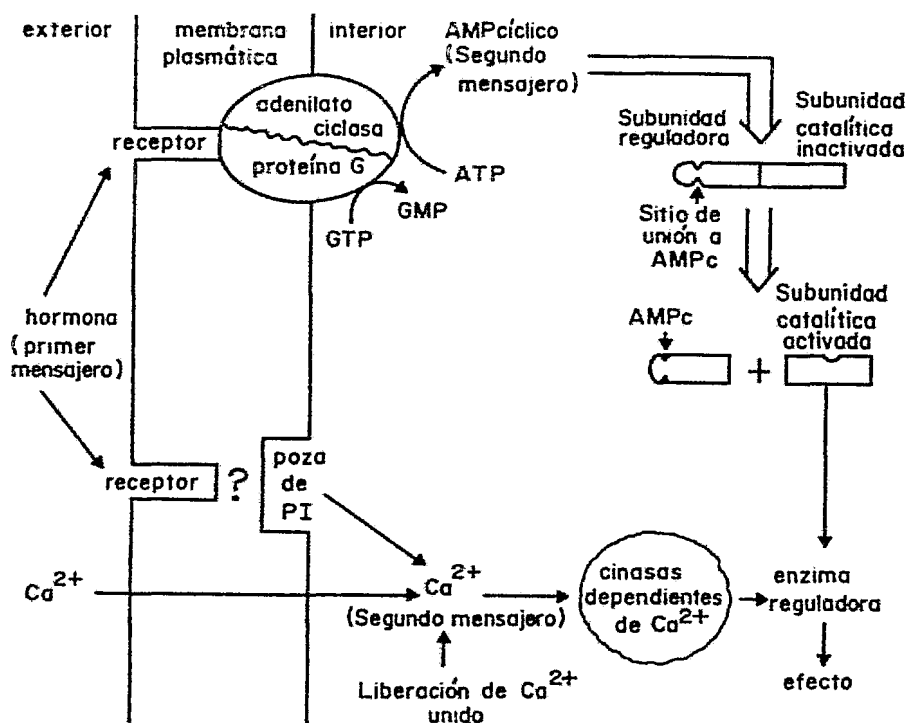 exterior
membrana
plasmática
interior
AMPcíclico
(Segundo
mensajero)
adenilato
ciclasa
proteína G
receptor
ATP
GMP
GTP
Subunidad
reguladora
Subunidad
catalítica
inactivada
Sitio de
unión a
AMPc
hormona
(primer
mensajero)
AMPc
Subunidad
catalítica
activada
+
receptor
?
poza
de
PI
Ca2+
Ca2+
(Segundo mensajero)
cinasas
dependientes
de Ca2+
enzima
reguladora
Liberación de Ca2+
unido
efecto